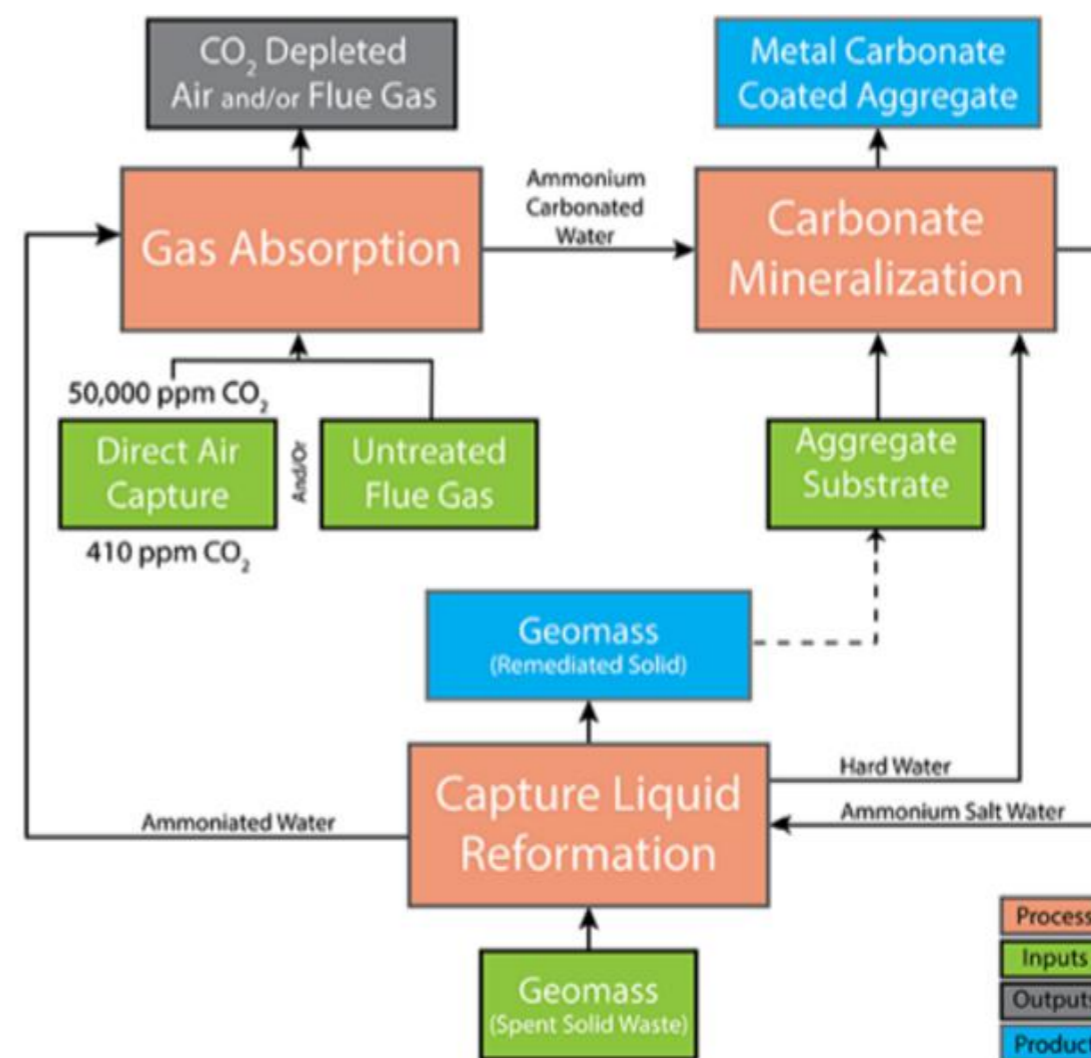 CO₂ Depleted
Air and/or Flue Gas
Metal Carbonate
Coated Aggregate
Gas Absorption
Ammonium
Carbonated
Water
Carbonate
Mineralization
50,000 ppm CO₂
Direct Air
Capture
410 ppm CO₂
And/Or
Untreated
Flue Gas
Aggregate
Substrate
Geomass
(Remediated Solid)
Hard Water
Ammonium Salt Water
Ammoniated Water
Capture Liquid
Reformation
Geomass
(Spent Solid Waste)
Process
Inputs
Outputs
Product